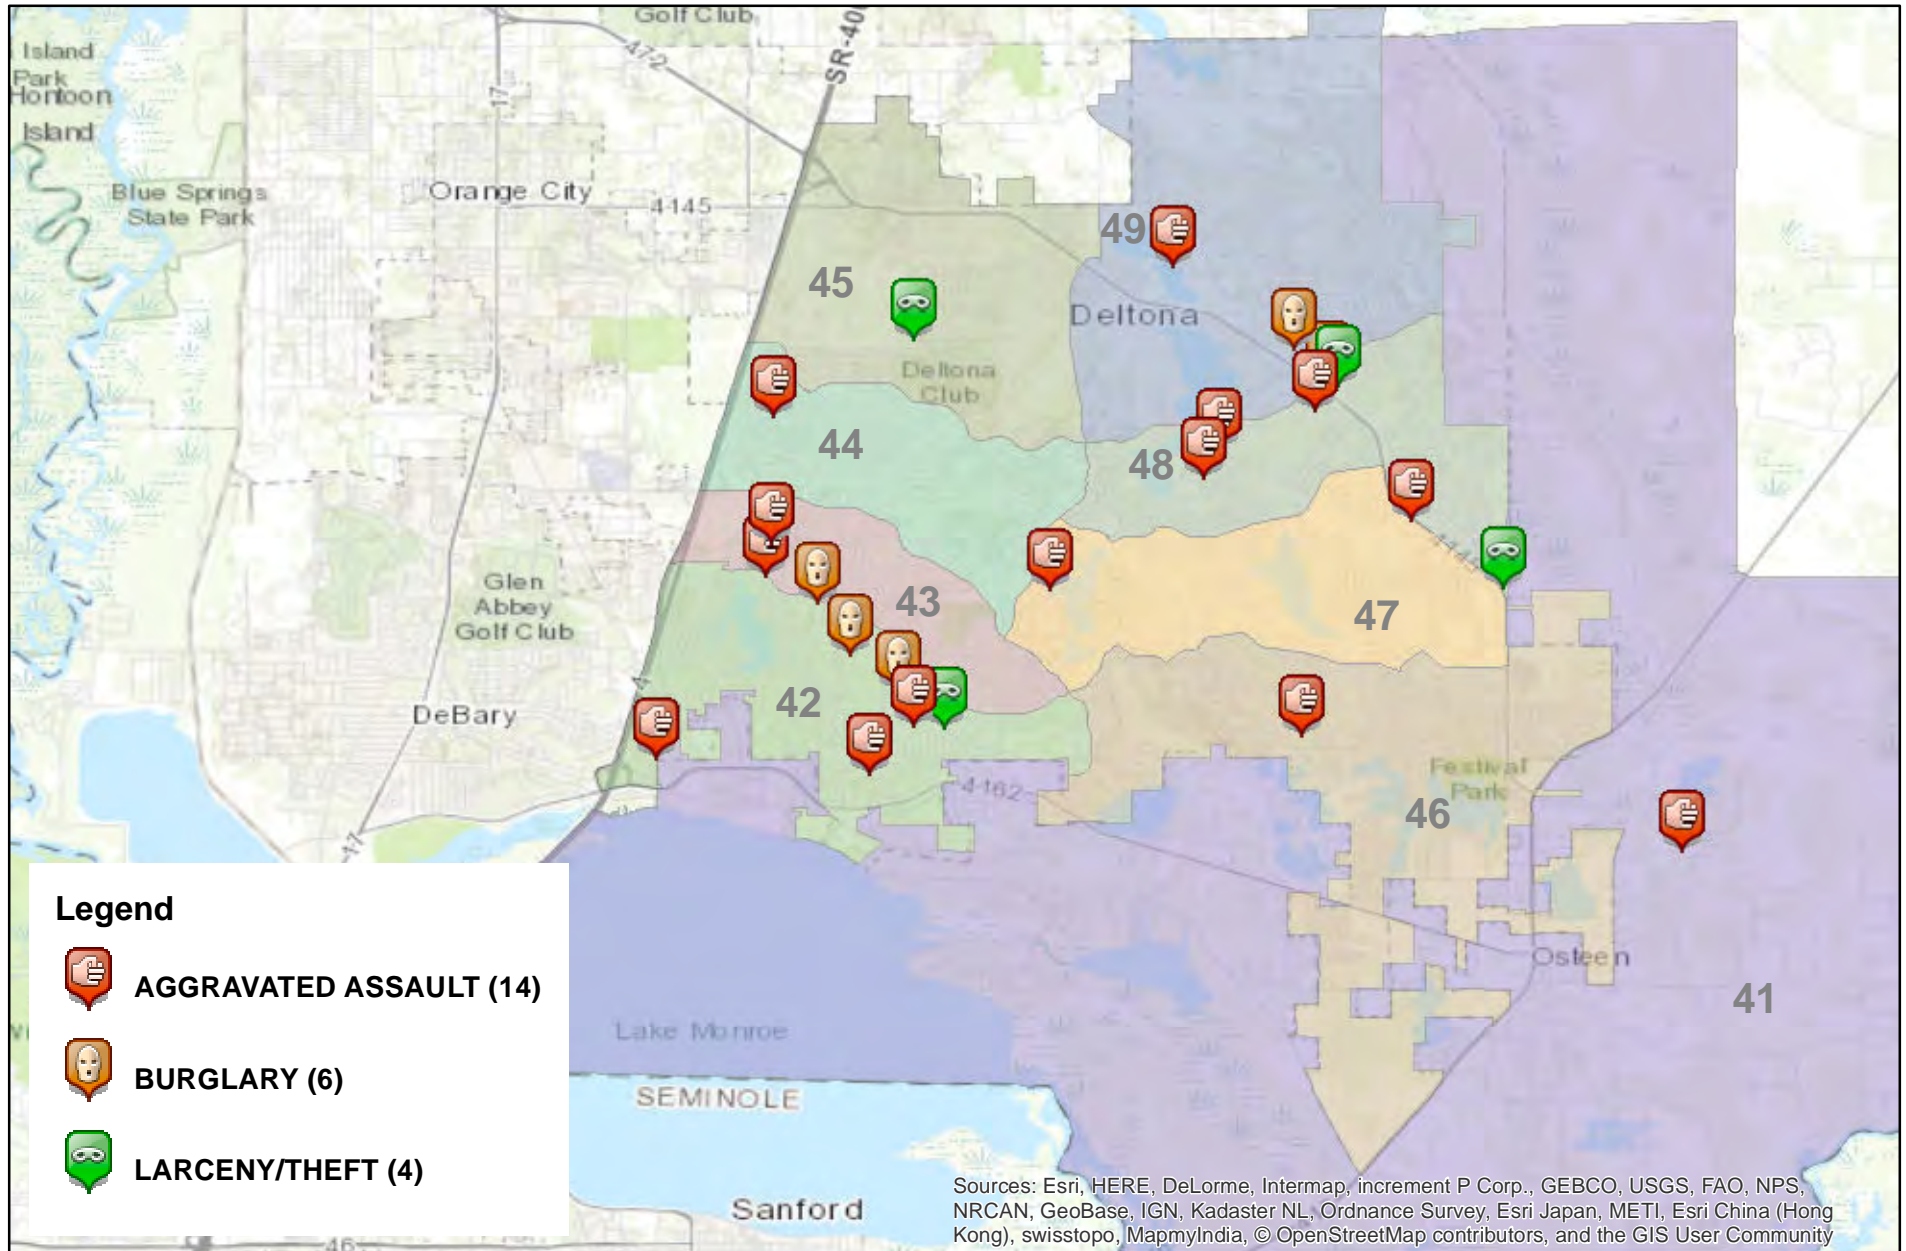 Golf Club
SR-400
472
Island
Park
Hontoon
Island
17
Blue Springs
State Park
Orange City
4145
49
45
Deltona
Deltona
Club
44
48
Glen
Abbey
Golf Club
43
47
4
42
DeBary
Festival
Park
4162
46
17
Osteen
41
Lake Monroe
SEMINOLE
Sanford
46
Legend
AGGRAVATED ASSAULT (14)
BURGLARY (6)
LARCENY/THEFT (4)
Sources: Esri, HERE, DeLorme, Intermap, increment P Corp., GEBCO, USGS, FAO, NPS,
NRCAN, GeoBase, IGN, Kadaster NL, Ordnance Survey, Esri Japan, METI, Esri China (Hong
Kong), swisstopo, MapmyIndia, © OpenStreetMap contributors, and the GIS User Community